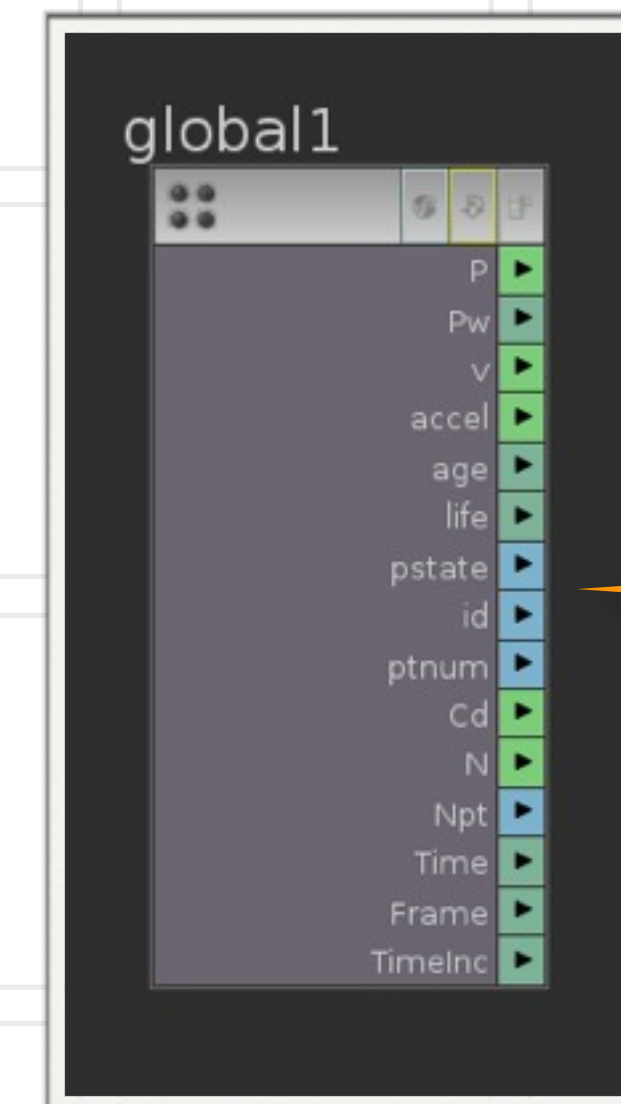 global1
P
Pw
v
accel
age
life
pstate
id
ptnum
Cd
N
Npt
Time
Frame
TimeInc